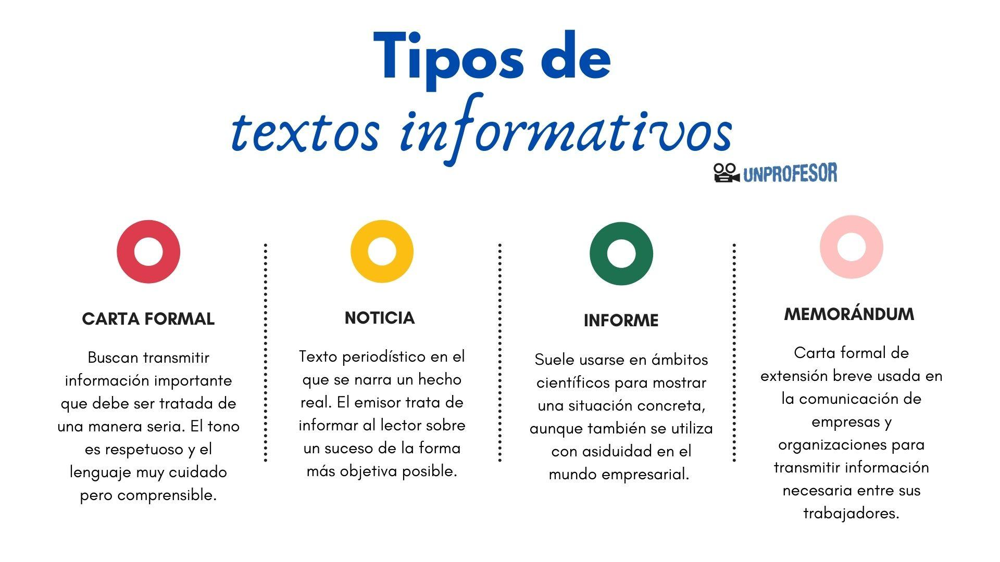 Tipos de
textos informativos
UNPROFESOR
CARTA FORMAL
Buscan transmitir
información importante
que debe ser tratada de
una manera seria. El tono
es respetuoso y el
lenguaje muy cuidado
pero comprensible.
NOTICIA
Texto periodístico en el
que se narra un hecho
real. El emisor trata de
informar al lector sobre
un suceso de la forma
más objetiva posible.
INFORME
Suele usarse en ámbitos
científicos para mostrar
una situación concreta,
aunque también se utiliza
con asiduidad en el
mundo empresarial.
MEMORÁNDUM
Carta formal de
extensión breve usada en
la comunicación de
empresas y
organizaciones para
transmitir información
necesaria entre sus
trabajadores.